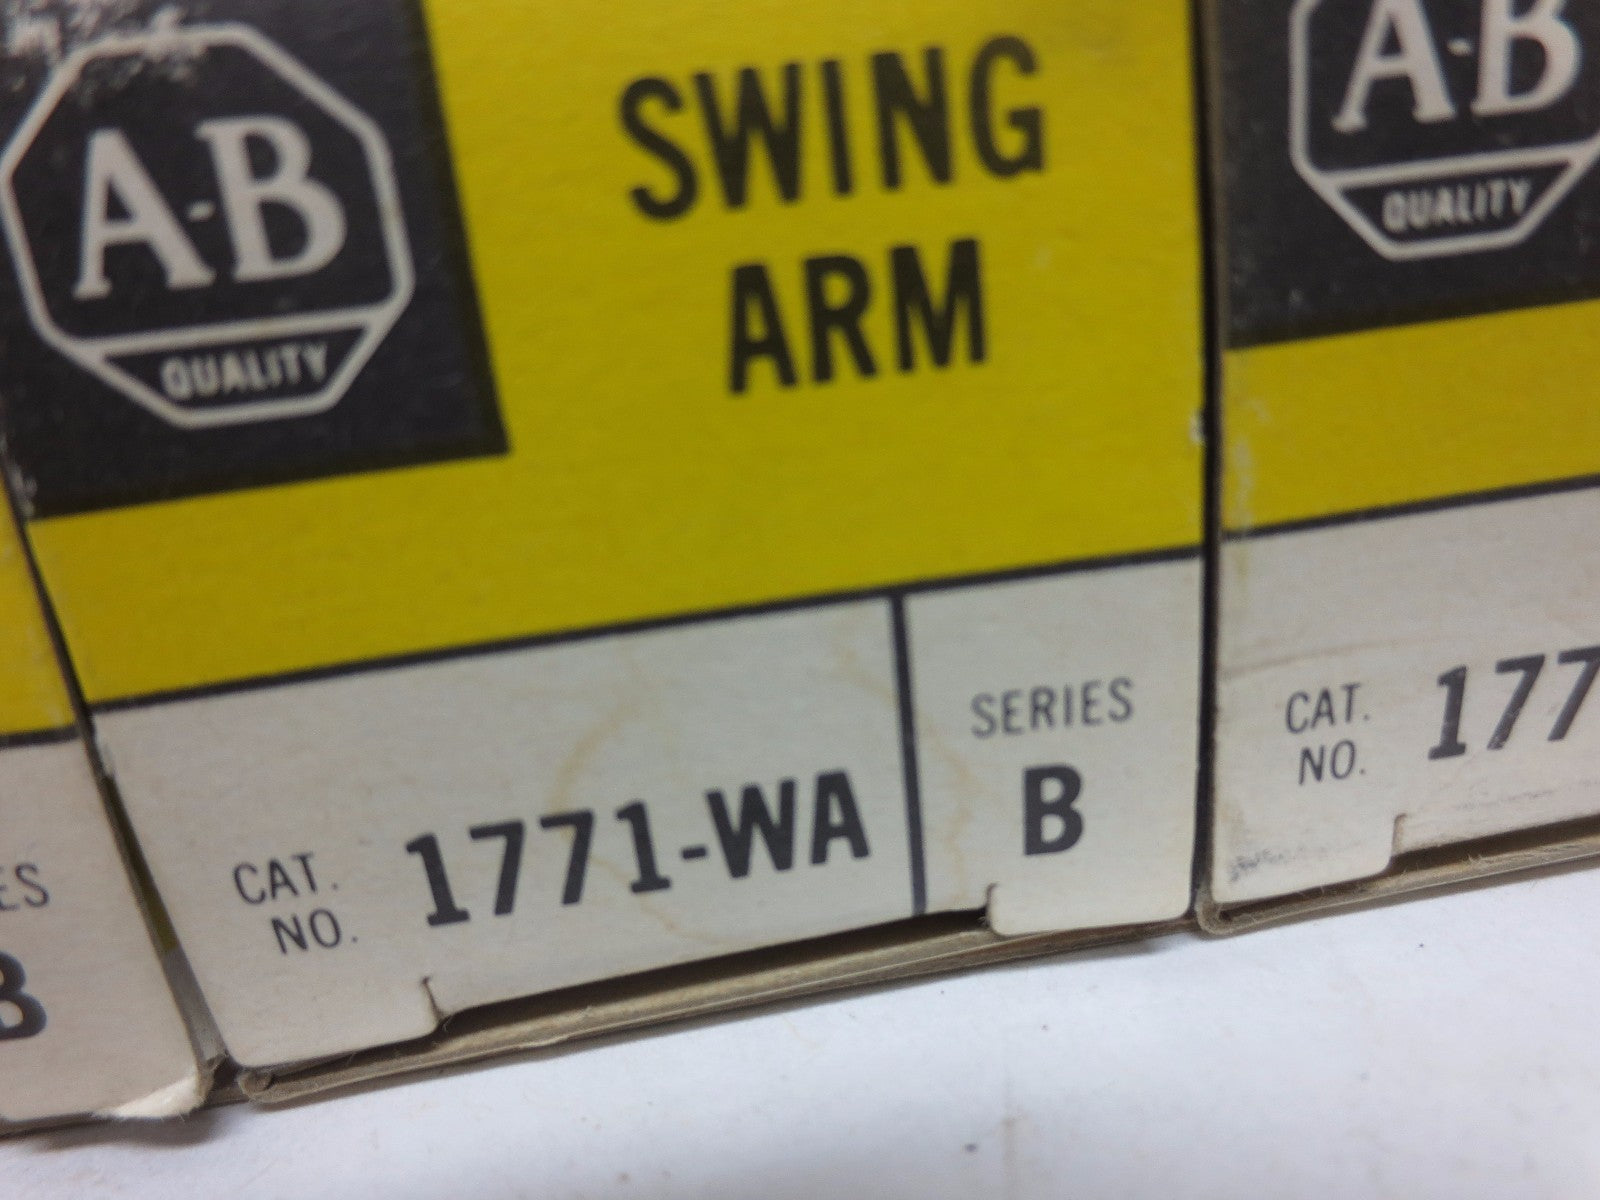 A-B
QUALITY
SWING
ARM
CAT.
NO. 1771-WA
SERIES
B
A-B
QUALITY
CAT.
NO. 177
ES
B